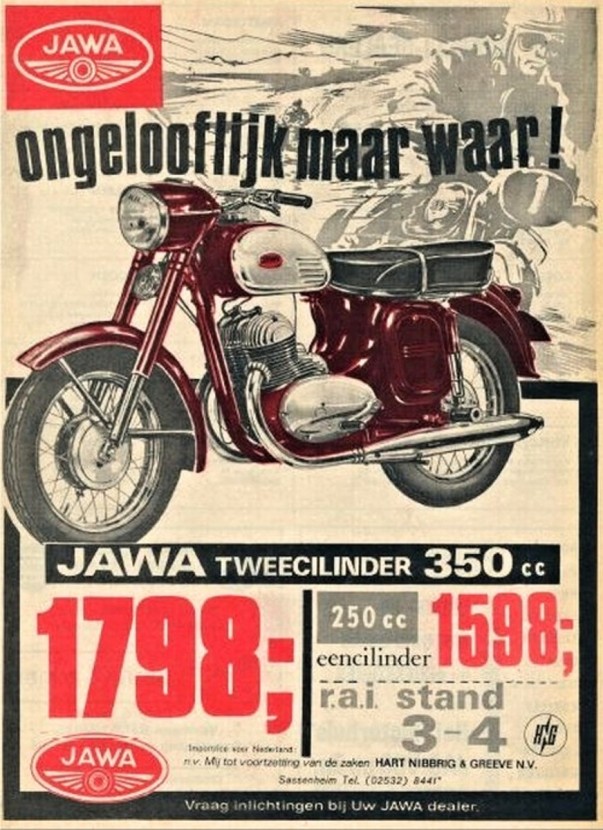 JAWA
ongelooflijk maar waar!
JAWA TWEECILINDER 350 cc
1798;
250 cc
eencilinder 1598;
r.a.i. stand
3-4
H&G
JAWA
Importrice voor Nederland:
n.v. Mij tot voortzetting van de zaken HART NIBBRIG & GREEVE N.V.
Sassenheim Tel. (02532) 8441*
Vraag inlichtingen bij Uw JAWA dealer.